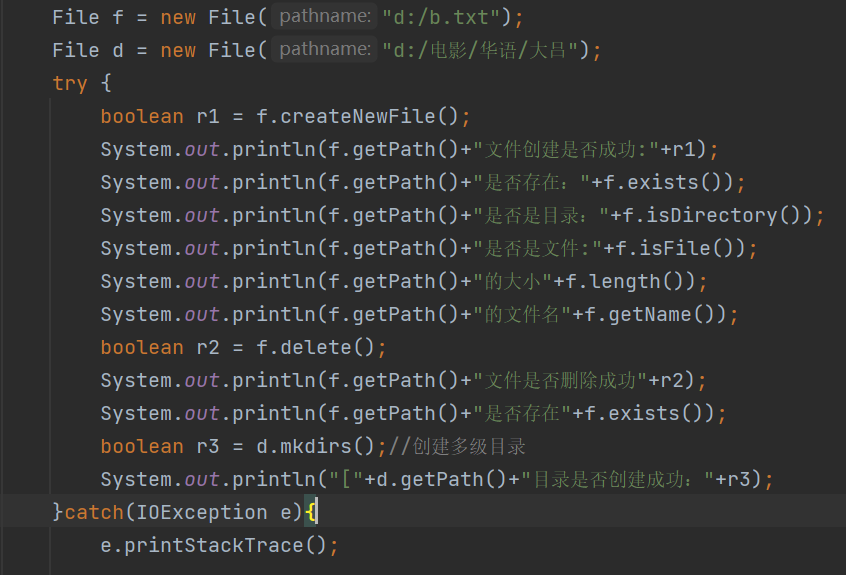 File f = new File( pathname: "d:/b.txt");
File d = new File( pathname: "d:/电影/华语/大吕");
try {
boolean r1 = f.createNewFile();
System.out.println(f.getPath()+"文件创建是否成功:"+r1);
System.out.println(f.getPath()+"是否存在："+f.exists());
System.out.println(f.getPath()+"是否是目录："+f.isDirectory());
System.out.println(f.getPath()+"是否是文件:"+f.isFile());
System.out.println(f.getPath()+"的大小"+f.length());
System.out.println(f.getPath()+"的文件名"+f.getName());
boolean r2 = f.delete();
System.out.println(f.getPath()+"文件是否删除成功"+r2);
System.out.println(f.getPath()+"是否存在"+f.exists());
boolean r3 = d.mkdirs();//创建多级目录
System.out.println("["+d.getPath()+"目录是否创建成功："+r3);
}catch(IOException e){
e.printStackTrace();